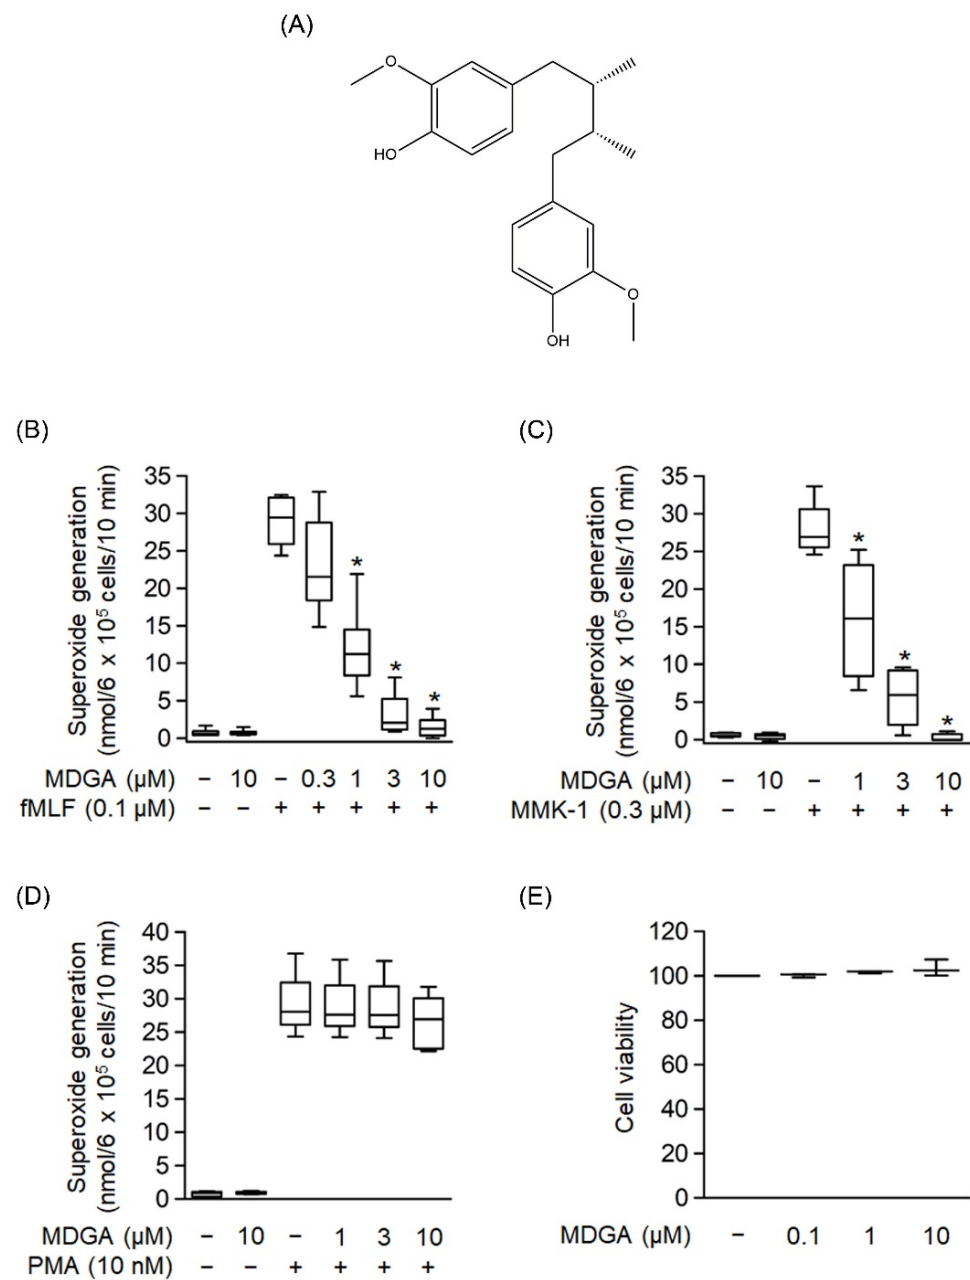 (A)
O
HO
O
OH
(B)
Superoxide generation
(nmol/6 x 10⁵ cells/10 min)
35
30
25
20
15
10
5
0
* * *
MDGA (µM) − 10 − 0.3 1 3 10
fMLF (0.1 µM) − − + + + + +
(C)
Superoxide generation
(nmol/6 x 10⁵ cells/10 min)
35
30
25
20
15
10
5
0
* * *
MDGA (µM) − 10 − 1 3 10
MMK-1 (0.3 µM) − − + + + +
(D)
Superoxide generation
(nmol/6 x 10⁵ cells/10 min)
40
35
30
25
20
15
10
5
0
MDGA (µM) − 10 − 1 3 10
PMA (10 nM) − − + + + +
(E)
Cell viability
120
100
80
60
40
20
0
MDGA (µM) − 0.1 1 10